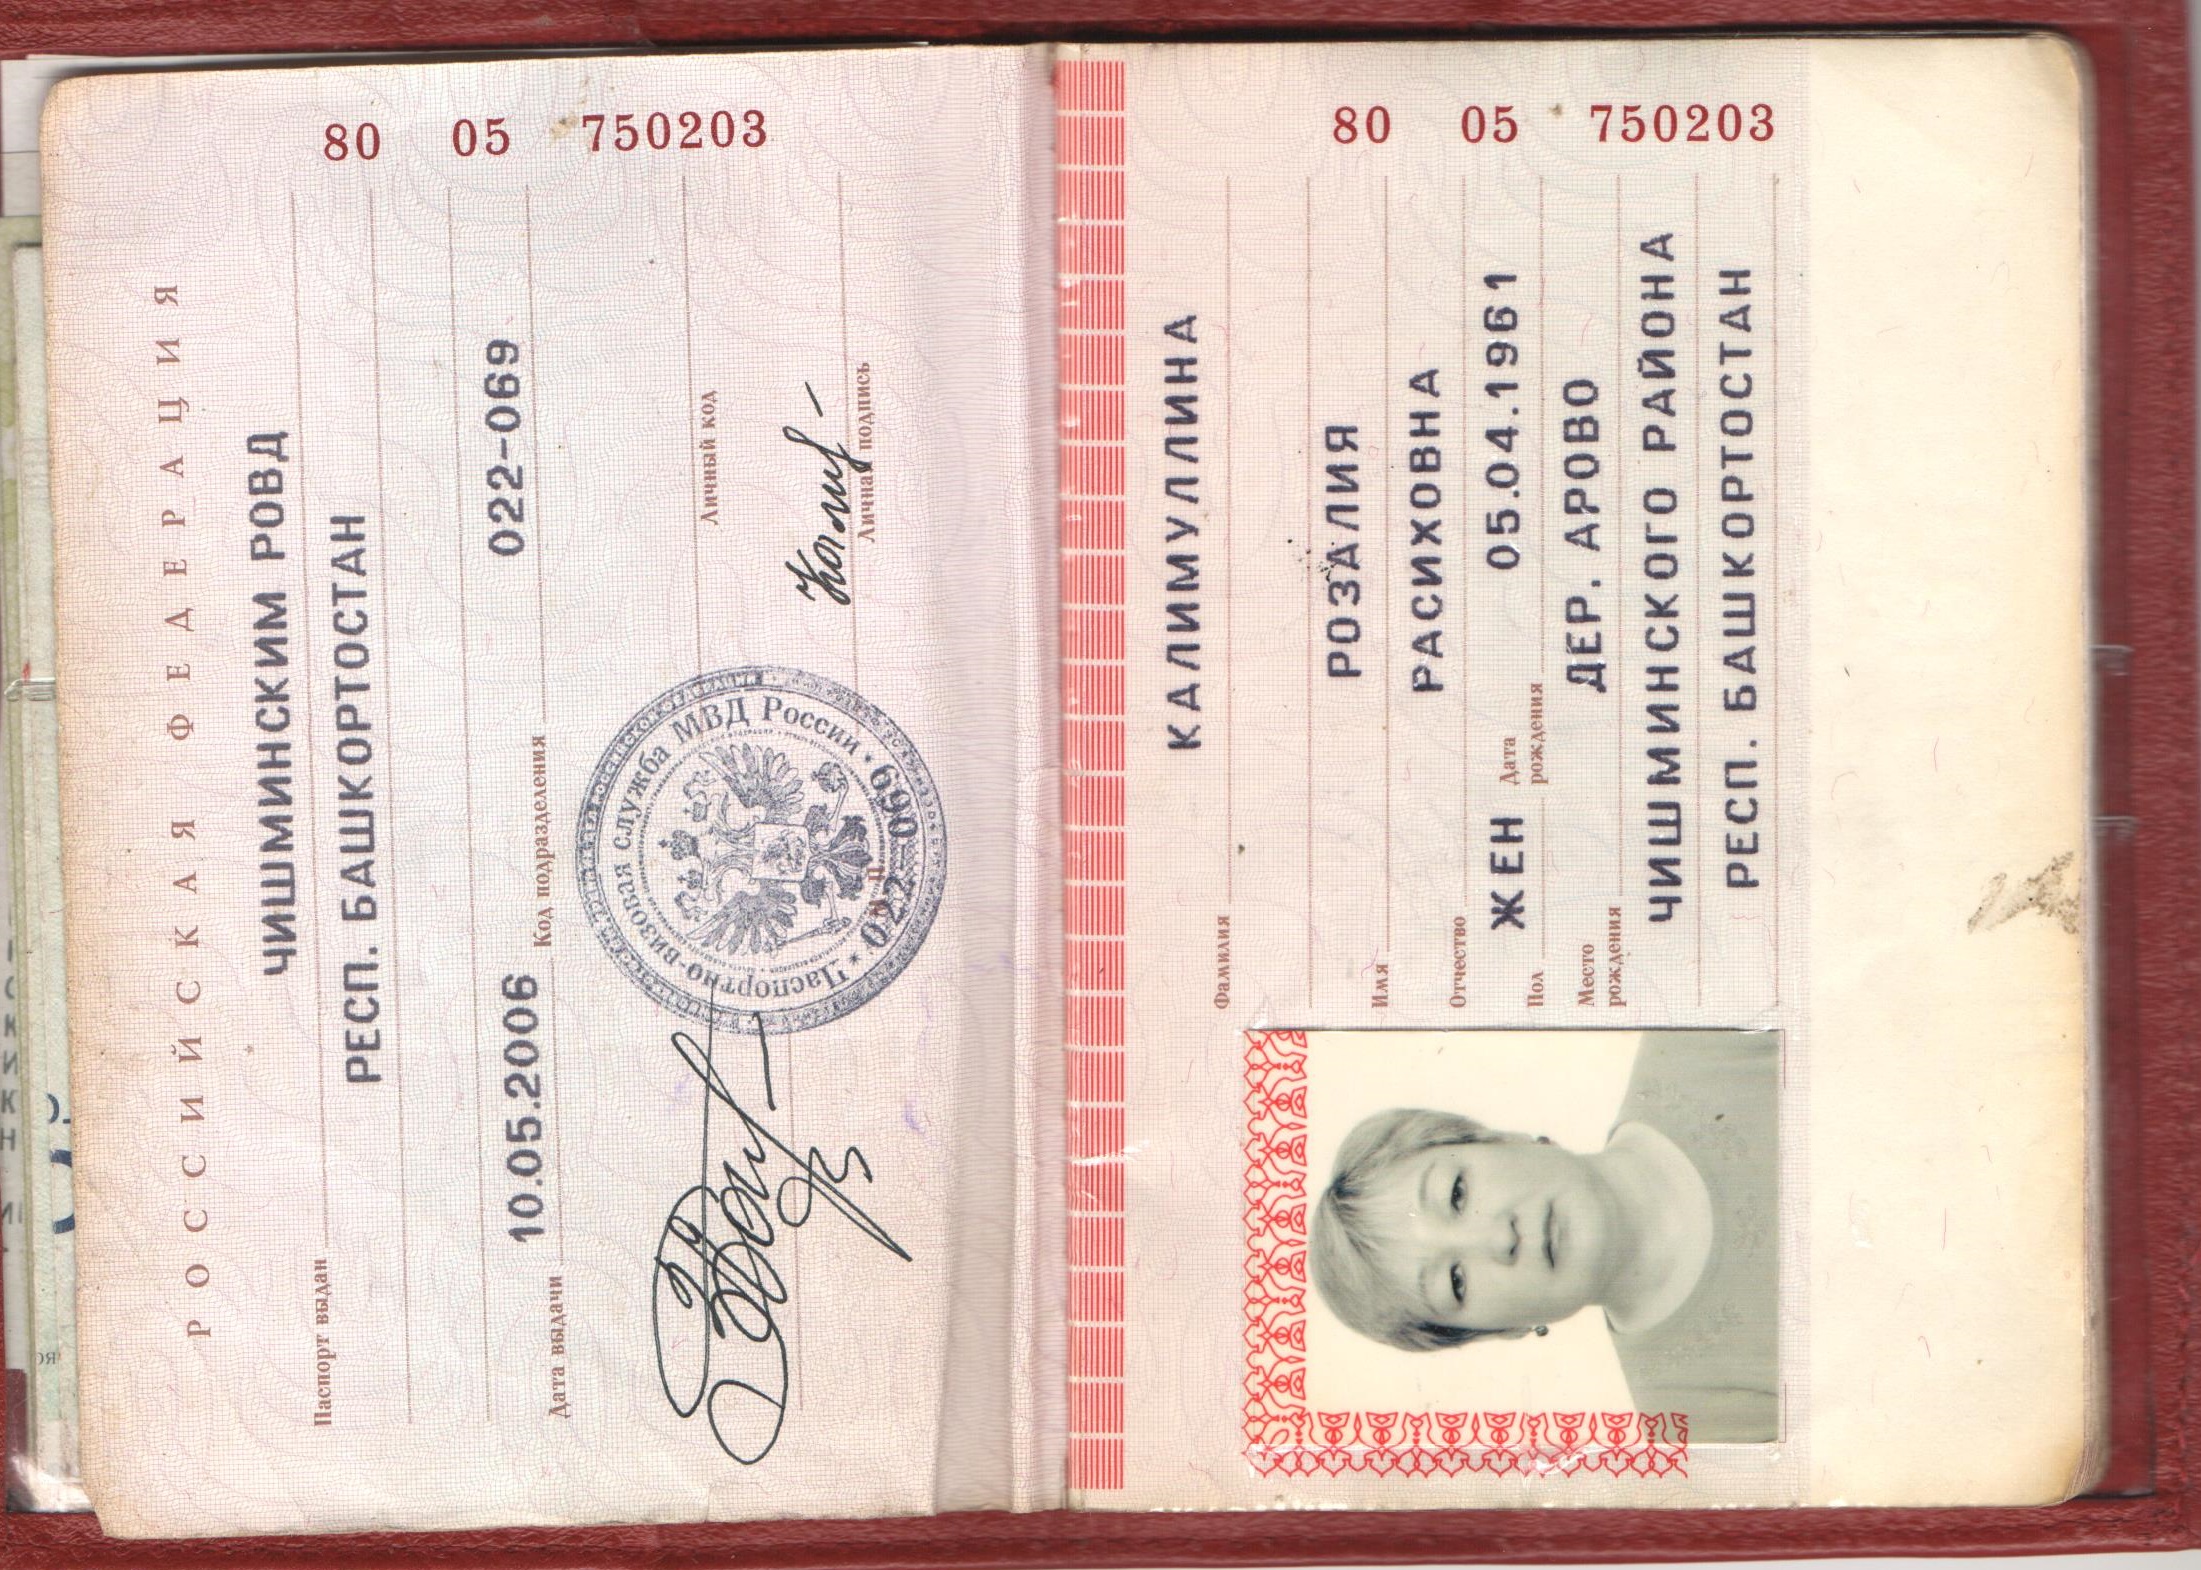 РОССИЙСКАЯ ФЕДЕРАЦИЯ
Паспорт выдан ЧИШМИНСКИМ РОВД
РЕСП. БАШКОРТОСТАН
Дата выдачи 10.05.2006 Код подразделения 022-069
Личный код
Личная подпись
Паспортно-визовая служба МВД России
022-069
М.П.
80 05 750203
Фамилия КАЛИМУЛЛИНА
Имя РОЗАЛИЯ
Отчество РАСИХОВНА
Пол ЖЕН Дата рождения 05.04.1961
Место рождения ДЕР. АРОВО
ЧИШМИНСКОГО РАЙОНА
РЕСП. БАШКОРТОСТАН
80 05 750203